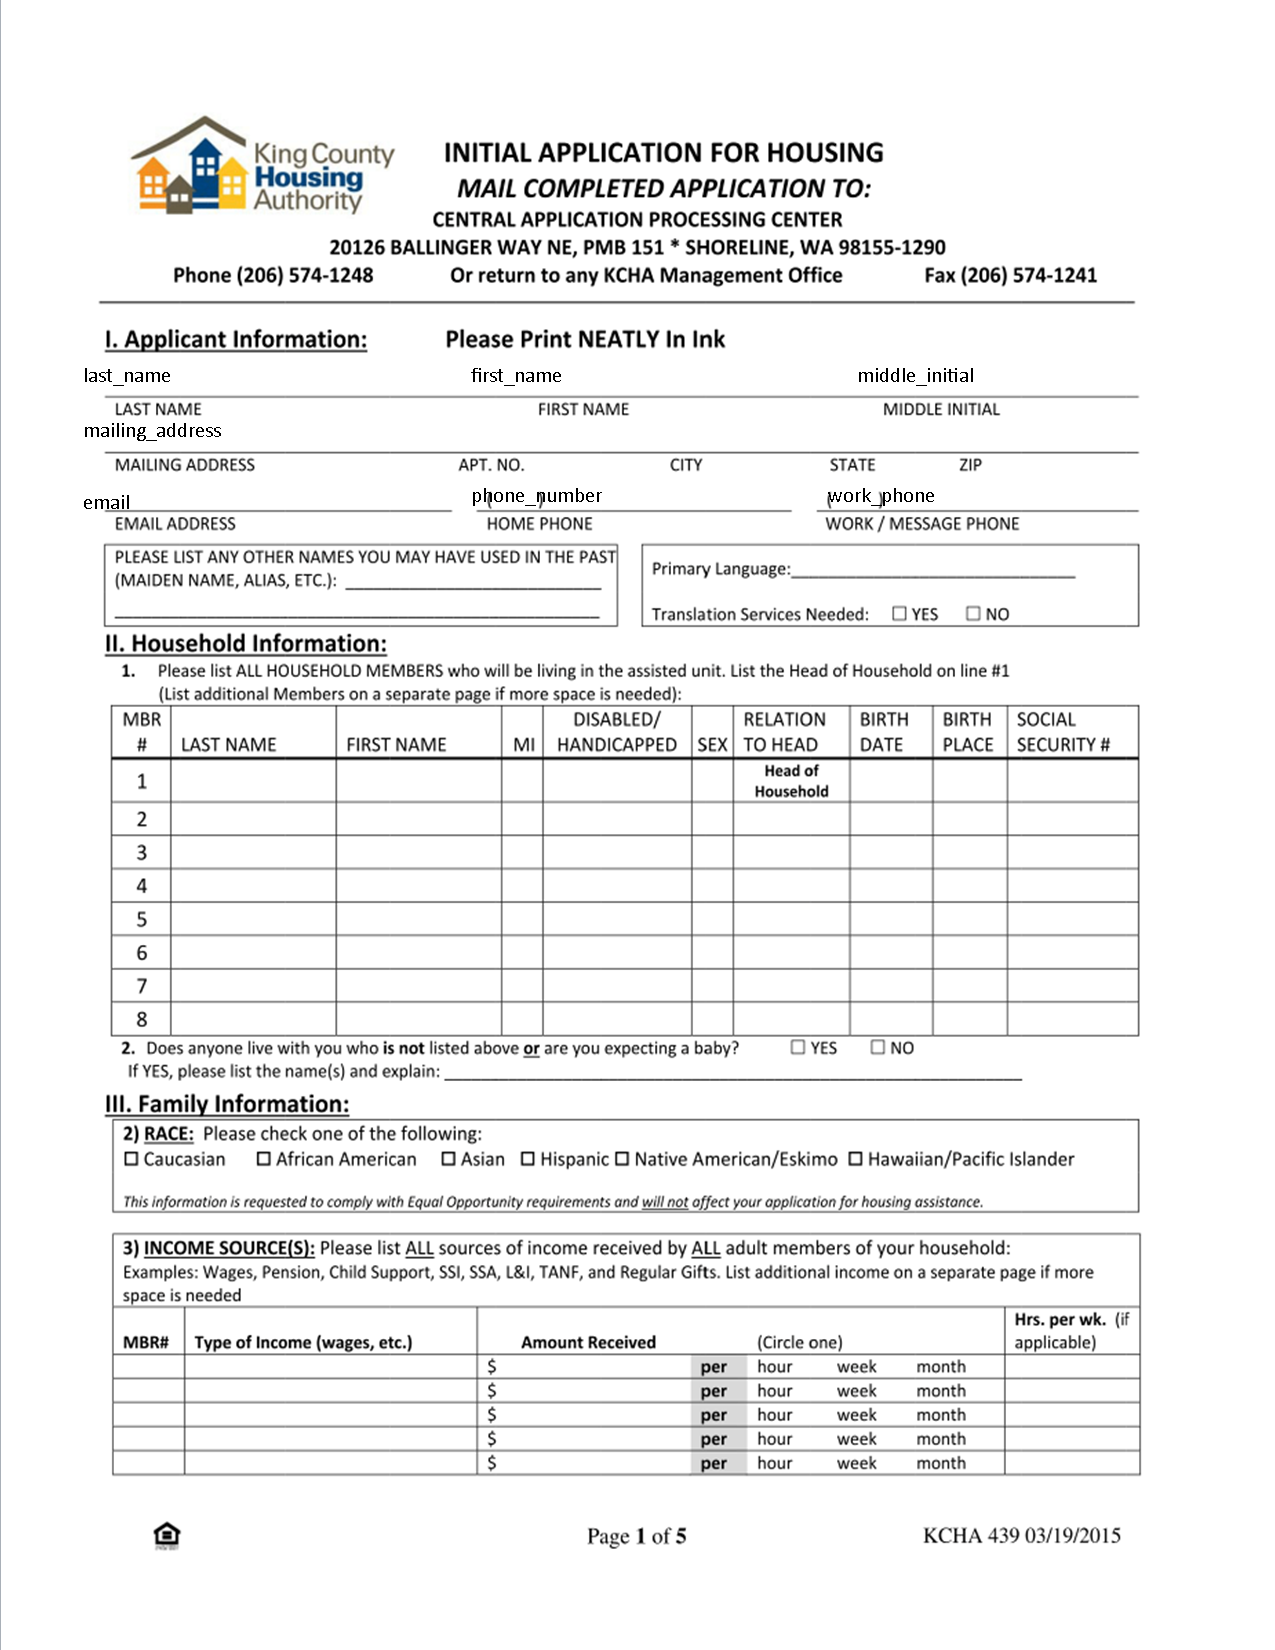 King County
Housing
Authority
INITIAL APPLICATION FOR HOUSING
MAIL COMPLETED APPLICATION TO:
CENTRAL APPLICATION PROCESSING CENTER
20126 BALLINGER WAY NE, PMB 151 * SHORELINE, WA 98155-1290
Phone (206) 574-1248 Or return to any KCHA Management Office Fax (206) 574-1241
I. Applicant Information: Please Print NEATLY In Ink
last_name first_name middle_initial
LAST NAME FIRST NAME MIDDLE INITIAL
mailing_address
MAILING ADDRESS APT. NO. CITY STATE ZIP
email phone_number work_phone
EMAIL ADDRESS HOME PHONE WORK / MESSAGE PHONE
PLEASE LIST ANY OTHER NAMES YOU MAY HAVE USED IN THE PAST
(MAIDEN NAME, ALIAS, ETC.):
Primary Language:
Translation Services Needed: ☐ YES ☐ NO
II. Household Information:
1. Please list ALL HOUSEHOLD MEMBERS who will be living in the assisted unit. List the Head of Household on line #1
(List additional Members on a separate page if more space is needed):
MBR DISABLED/ RELATION BIRTH BIRTH SOCIAL
# LAST NAME FIRST NAME MI HANDICAPPED SEX TO HEAD DATE PLACE SECURITY #
1 Head of Household
2
3
4
5
6
7
8
2. Does anyone live with you who is not listed above or are you expecting a baby? ☐ YES ☐ NO
If YES, please list the name(s) and explain:
III. Family Information:
2) RACE: Please check one of the following:
☐ Caucasian ☐ African American ☐ Asian ☐ Hispanic ☐ Native American/Eskimo ☐ Hawaiian/Pacific Islander
This information is requested to comply with Equal Opportunity requirements and will not affect your application for housing assistance.
3) INCOME SOURCE(S): Please list ALL sources of income received by ALL adult members of your household:
Examples: Wages, Pension, Child Support, SSI, SSA, L&I, TANF, and Regular Gifts. List additional income on a separate page if more
space is needed
Hrs. per wk. (if
MBR# Type of Income (wages, etc.) Amount Received (Circle one) applicable)
$ per hour week month
$ per hour week month
$ per hour week month
$ per hour week month
$ per hour week month
Page 1 of 5 KCHA 439 03/19/2015